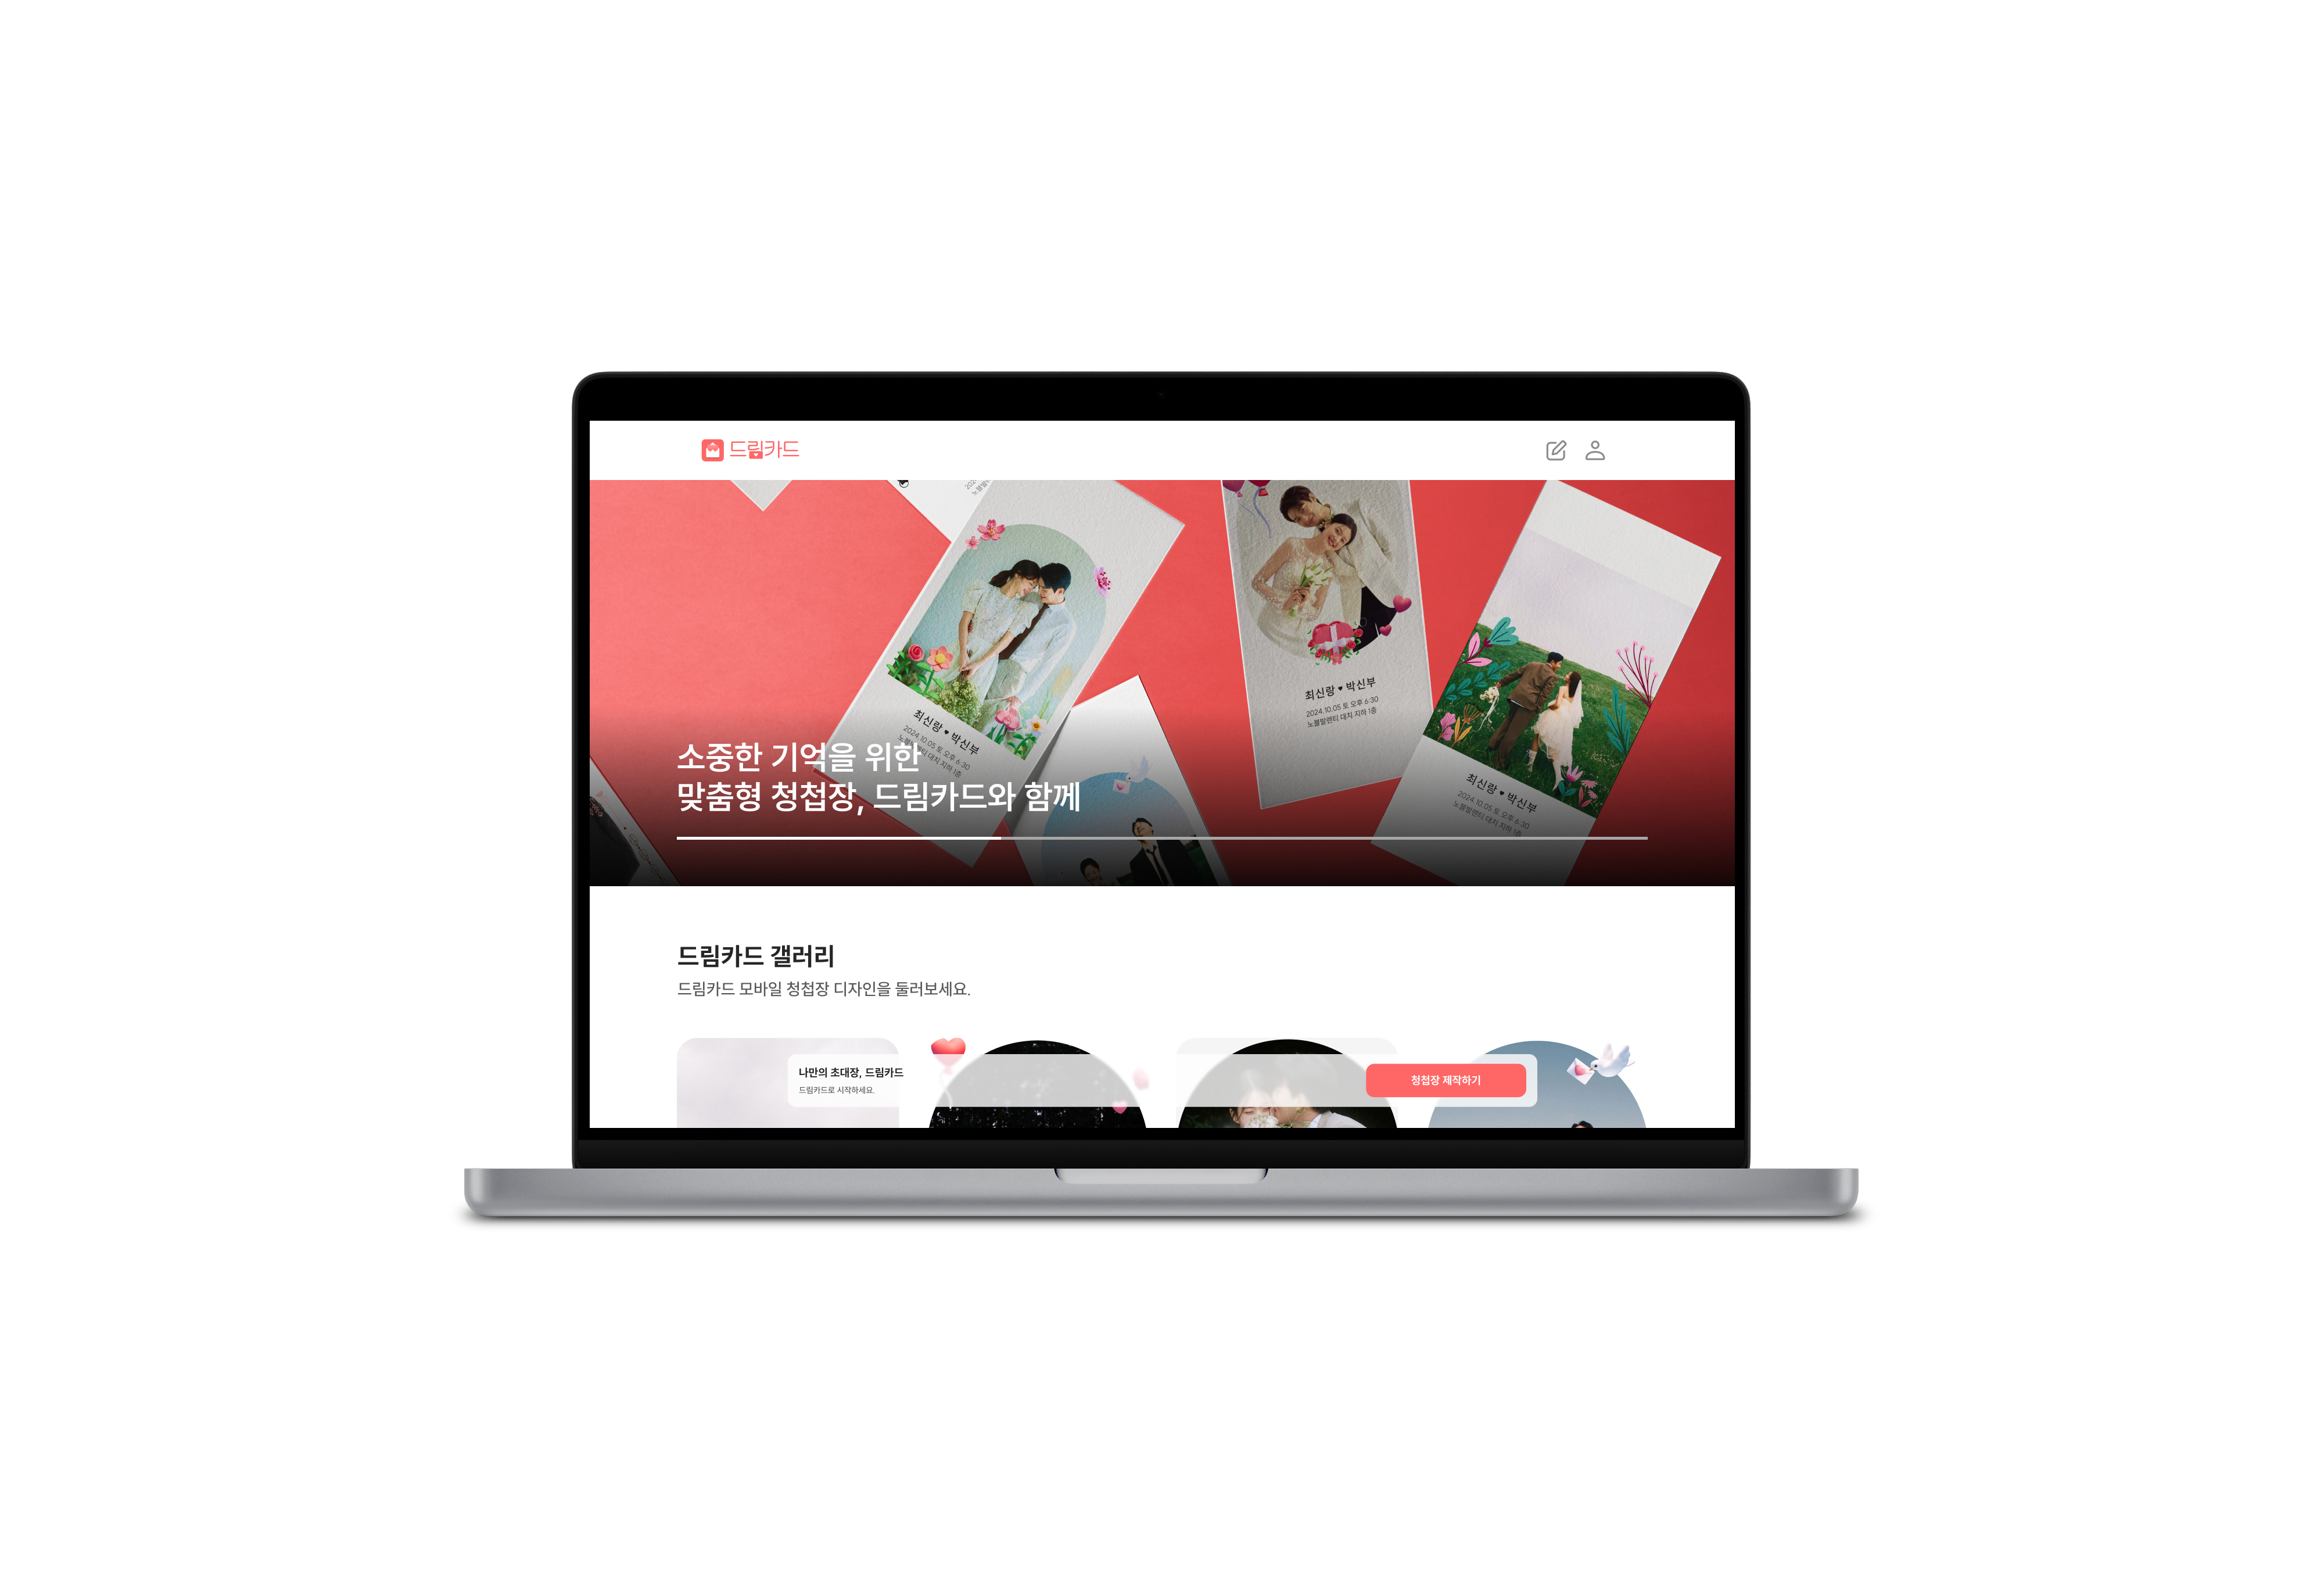 드림카드
최신랑 ♥ 박신부
2024.10.05 토 오후 6:30
노블발렌티 대치 지하 1층
최신랑 ♥ 박신부
2024.10.05 토 오후 6:30
노블발렌티 대치 지하 1층
최신랑 ♥ 박신부
2024.10.05 토 오후 6:30
노블발렌티 대치 지하 1층
소중한 기억을 위한
맞춤형 청첩장, 드림카드와 함께
드림카드 갤러리
드림카드 모바일 청첩장 디자인을 둘러보세요.
나만의 초대장, 드림카드
드림카드로 시작하세요.
청첩장 제작하기